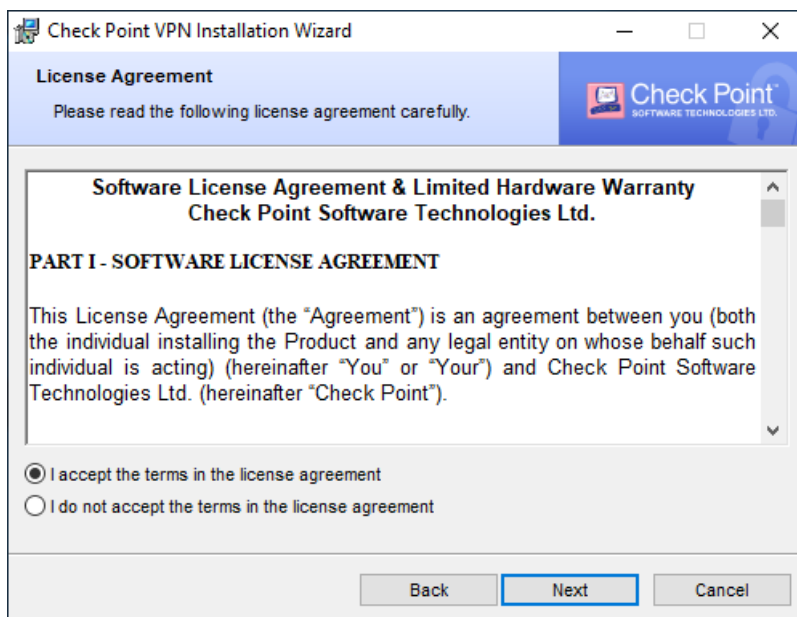 Check Point VPN Installation Wizard
License Agreement
Please read the following license agreement carefully.
Check Point™
SOFTWARE TECHNOLOGIES LTD.
Software License Agreement & Limited Hardware Warranty
Check Point Software Technologies Ltd.
PART I - SOFTWARE LICENSE AGREEMENT
This License Agreement (the “Agreement”) is an agreement between you (both
the individual installing the Product and any legal entity on whose behalf such
individual is acting) (hereinafter “You” or “Your”) and Check Point Software
Technologies Ltd. (hereinafter “Check Point”).
I accept the terms in the license agreement
I do not accept the terms in the license agreement
Back
Next
Cancel